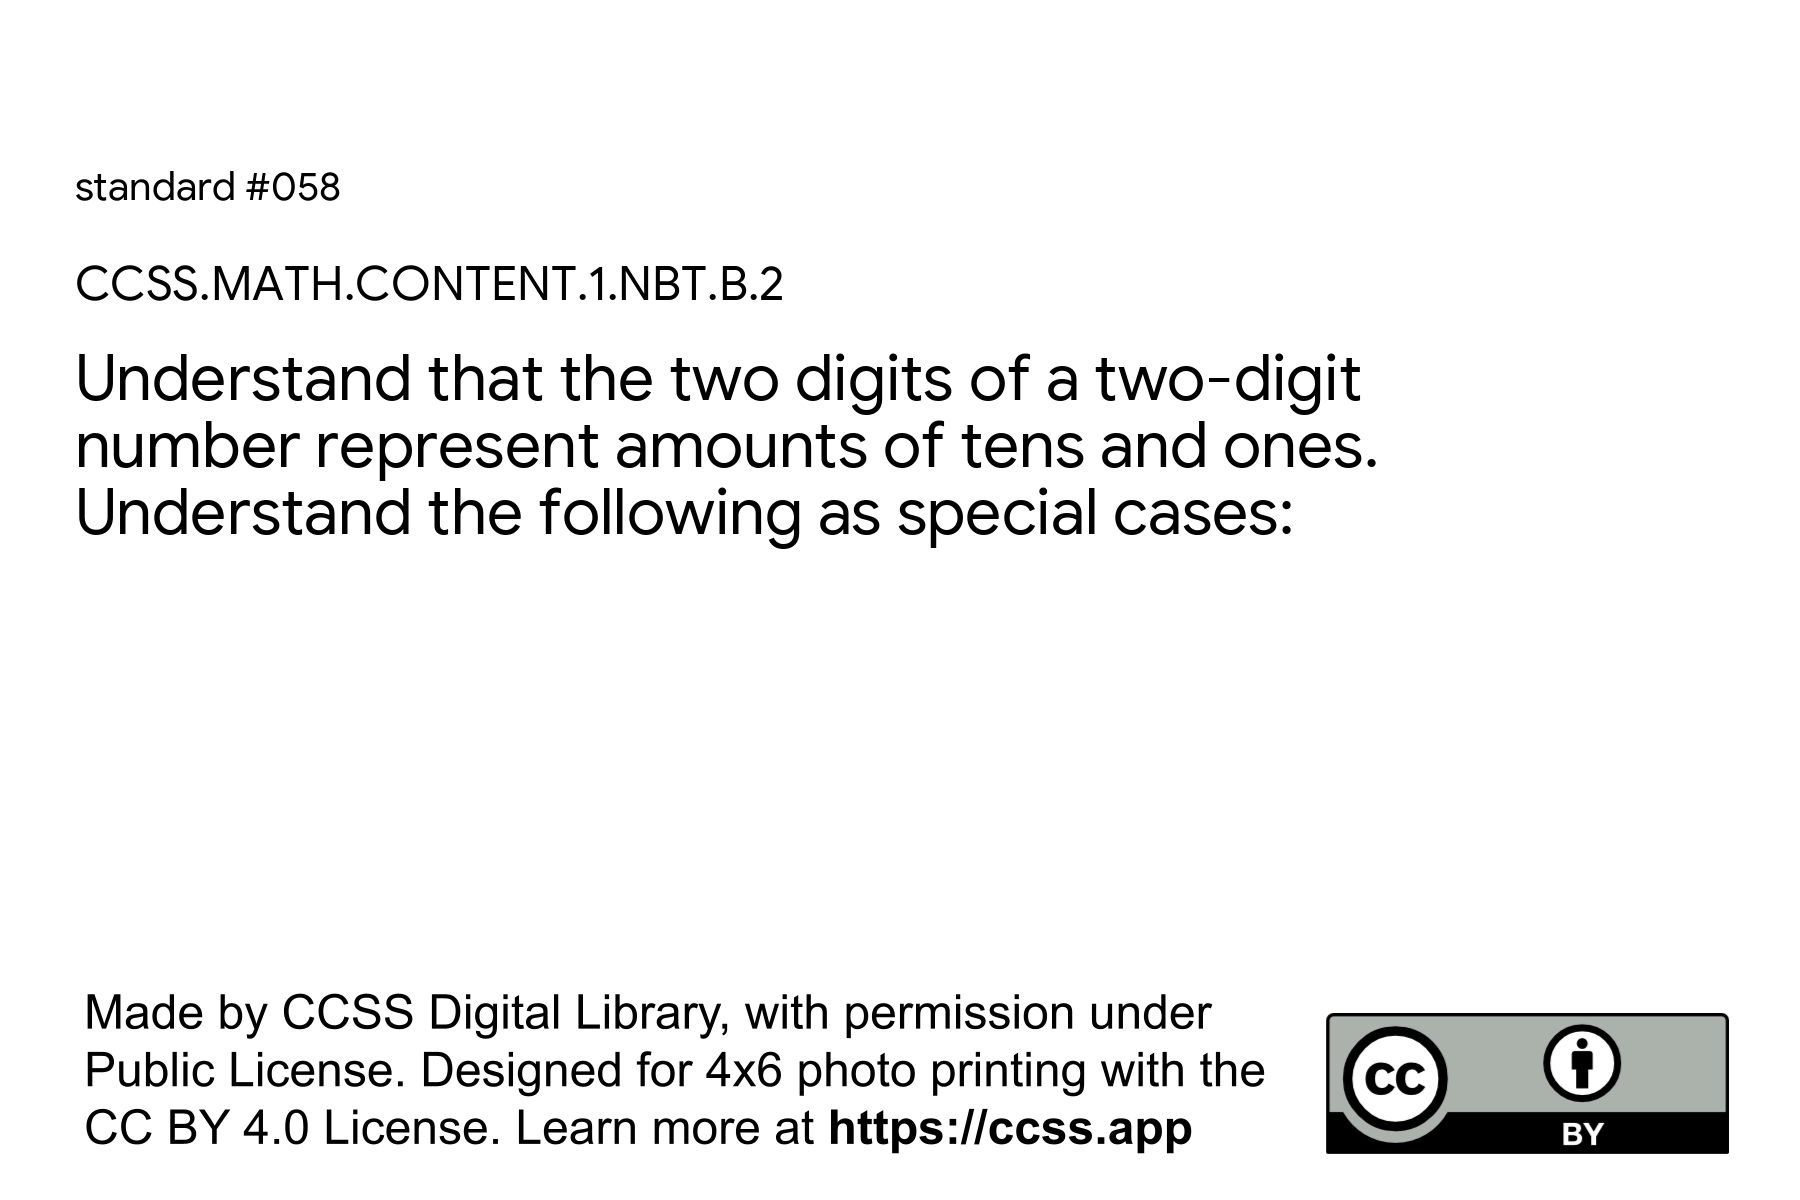 standard #058
CCSS.MATH.CONTENT.1.NBT.B.2
Understand that the two digits of a two-digit
number represent amounts of tens and ones.
Understand the following as special cases:
Made by CCSS Digital Library, with permission under
Public License. Designed for 4x6 photo printing with the
CC BY 4.0 License. Learn more at https://ccss.app
CC
BY